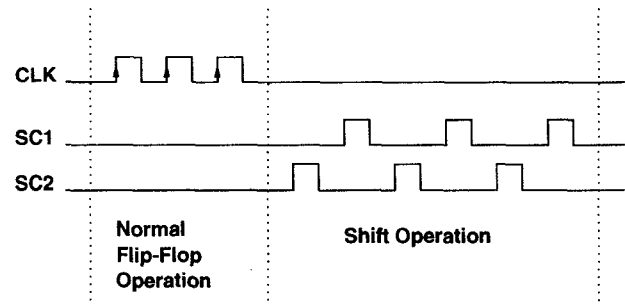 CLK
SC1
SC2
Normal
Flip-Flop
Operation
Shift Operation